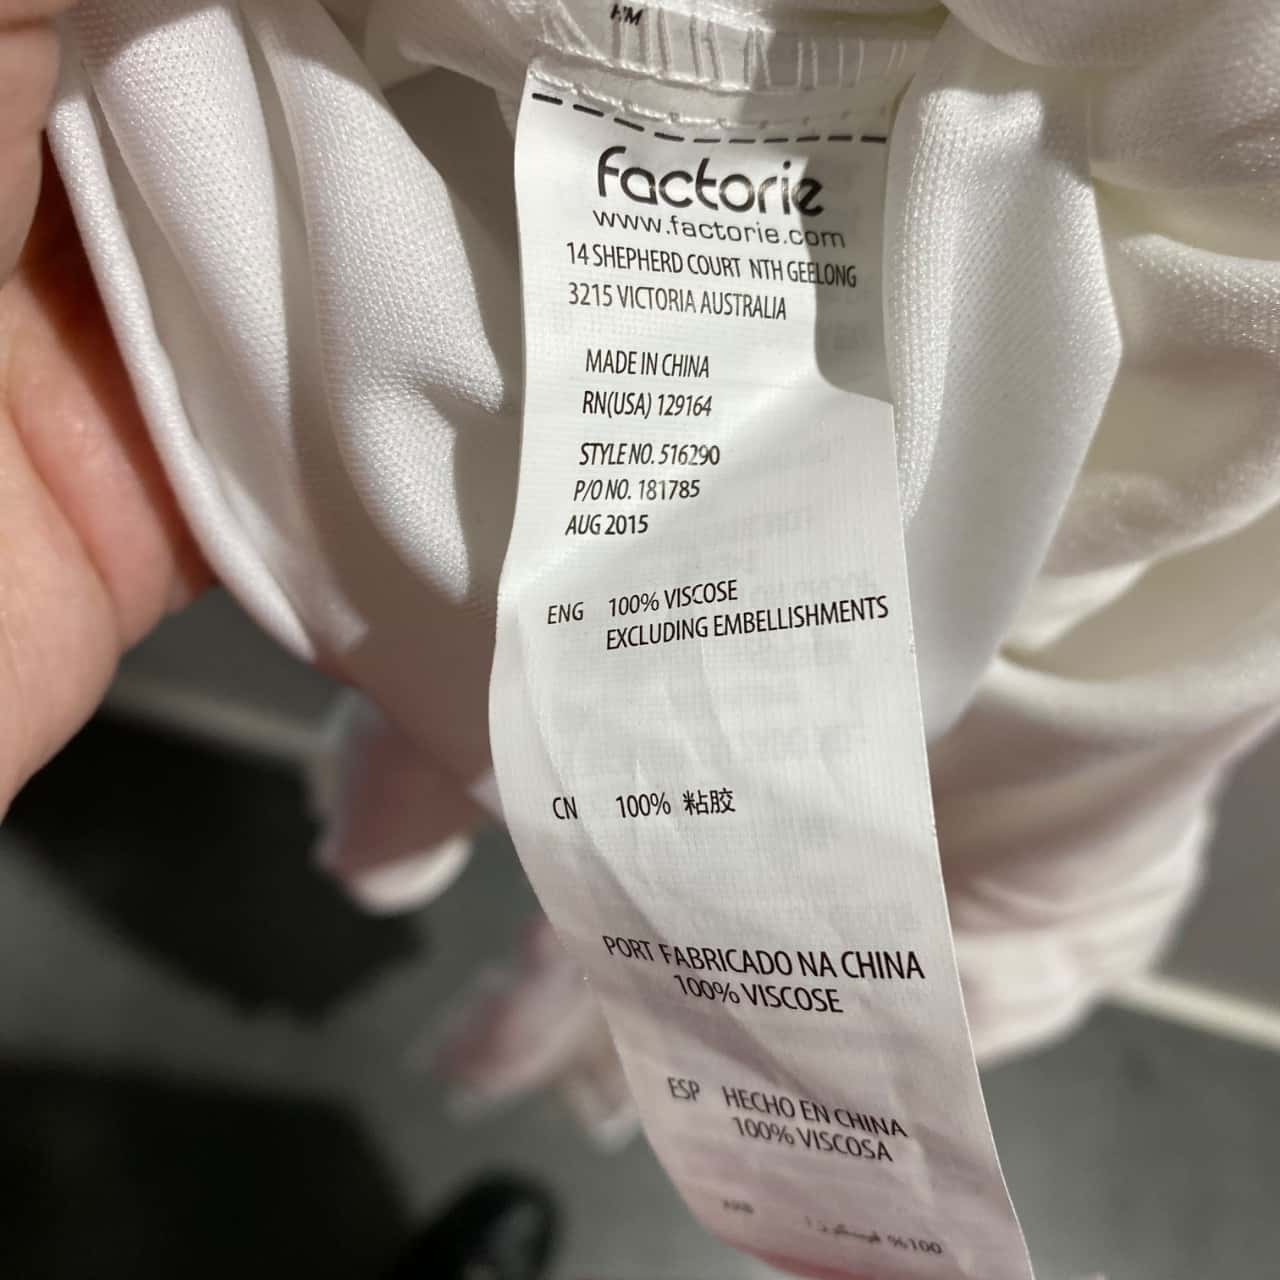 factorie
www.factorie.com
14 SHEPHERD COURT NTH GEELONG
3215 VICTORIA AUSTRALIA
MADE IN CHINA
RN(USA) 129164
STYLE NO. 516290
P/O NO. 181785
AUG 2015
ENG 100% VISCOSE
EXCLUDING EMBELLISHMENTS
CN 100% 粘胶
PORT FABRICADO NA CHINA
100% VISCOSE
ESP HECHO EN CHINA
100% VISCOSA
%100